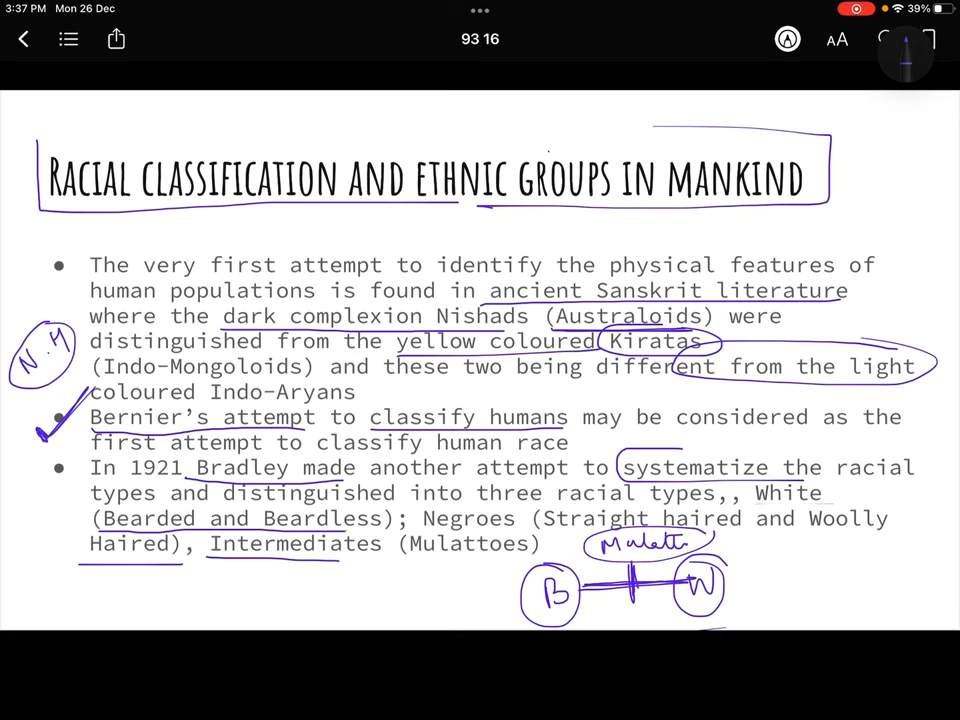 3:37 PM Mon 26 Dec
39%
93 16
AA
RACIAL CLASSIFICATION AND ETHNIC GROUPS IN MANKIND
● The very first attempt to identify the physical features of
human populations is found in ancient Sanskrit literature
where the dark complexion Nishads (Australoids) were
distinguished from the yellow coloured Kiratas
N.H
(Indo-Mongoloids) and these two being different from the light
coloured Indo-Aryans
● Bernier’s attempt to classify humans may be considered as the
first attempt to classify human race
● In 1921 Bradley made another attempt to systematize the racial
types and distinguished into three racial types,, White
(Bearded and Beardless); Negroes (Straight haired and Woolly
Haired), Intermediates (Mulattoes)
B W